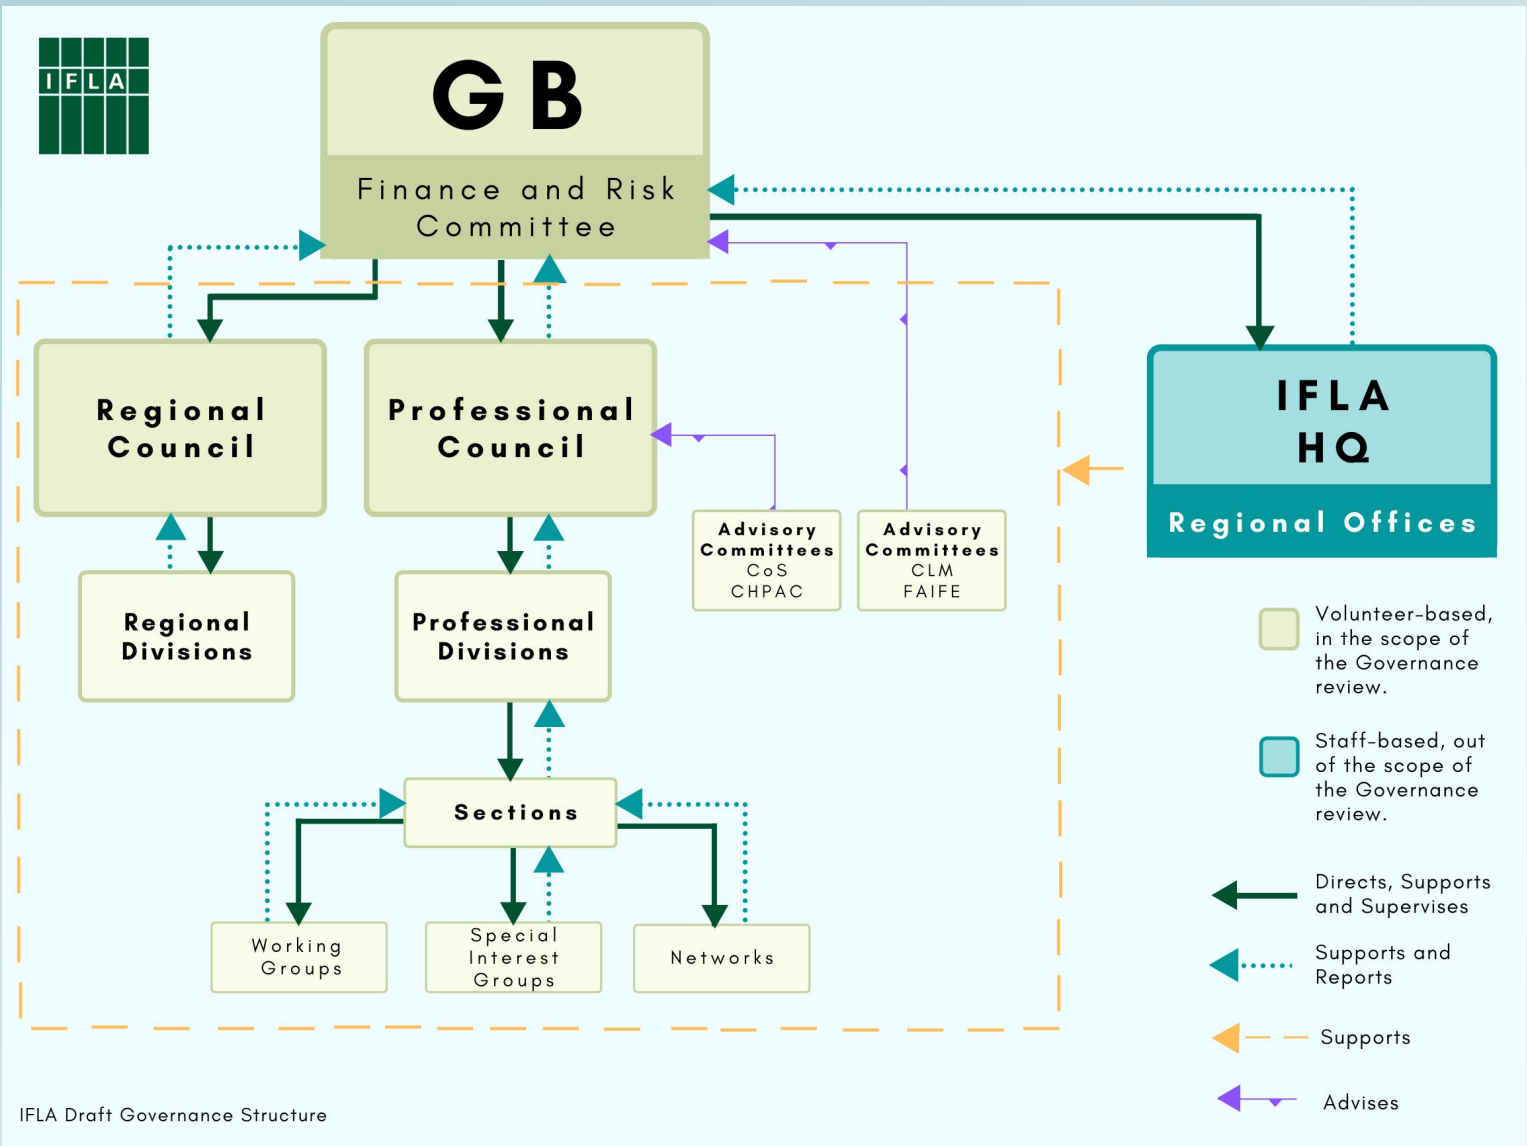 IFLA
GB
Finance and Risk
Committee
Regional
Council
Professional
Council
IFLA
HQ
Regional Offices
Advisory
Committees
CoS
CHPAC
Advisory
Committees
CLM
FAIFE
Regional
Divisions
Professional
Divisions
Sections
Working
Groups
Special
Interest
Groups
Networks
Volunteer-based,
in the scope of
the Governance
review.
Staff-based, out
of the scope of
the Governance
review.
Directs, Supports
and Supervises
Supports and
Reports
Supports
Advises
IFLA Draft Governance Structure